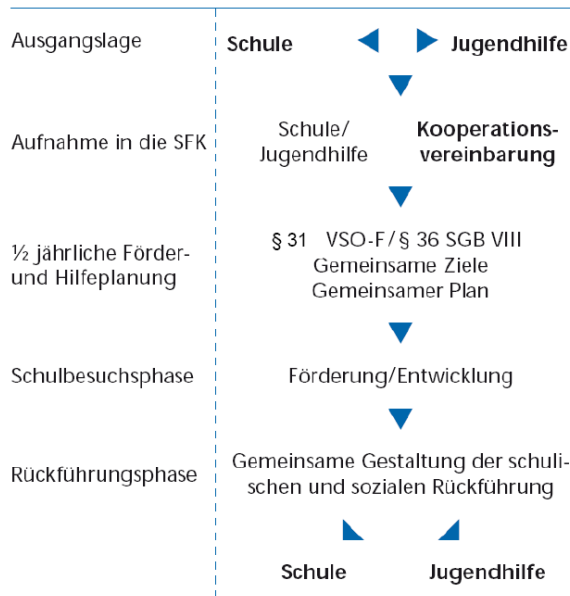 Ausgangslage
Schule Jugendhilfe
Aufnahme in die SFK
Schule/ Kooperations-
Jugendhilfe vereinbarung
½ jährliche Förder-
und Hilfeplanung
§ 31 VSO-F/§ 36 SGB VIII
Gemeinsame Ziele
Gemeinsamer Plan
Schulbesuchsphase
Förderung/Entwicklung
Rückführungsphase
Gemeinsame Gestaltung der schuli-
schen und sozialen Rückführung
Schule Jugendhilfe